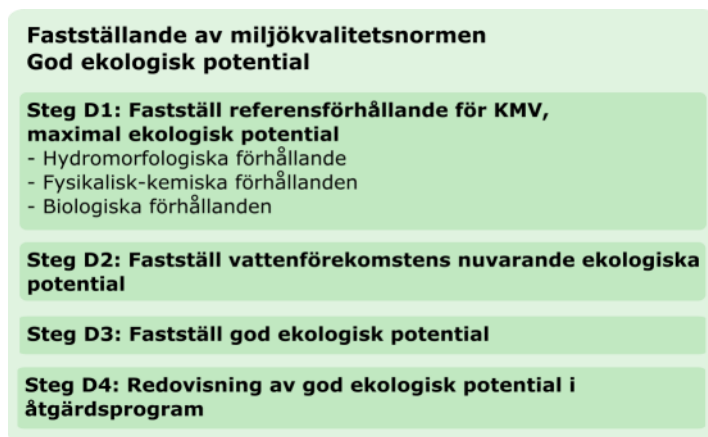 Fastställande av miljökvalitetsnormen
God ekologisk potential
Steg D1: Fastställ referensförhållande för KMV,
maximal ekologisk potential
- Hydromorfologiska förhållande
- Fysikalisk-kemiska förhållanden
- Biologiska förhållanden
Steg D2: Fastställ vattenförekomstens nuvarande ekologiska
potential
Steg D3: Fastställ god ekologisk potential
Steg D4: Redovisning av god ekologisk potential i
åtgärdsprogram